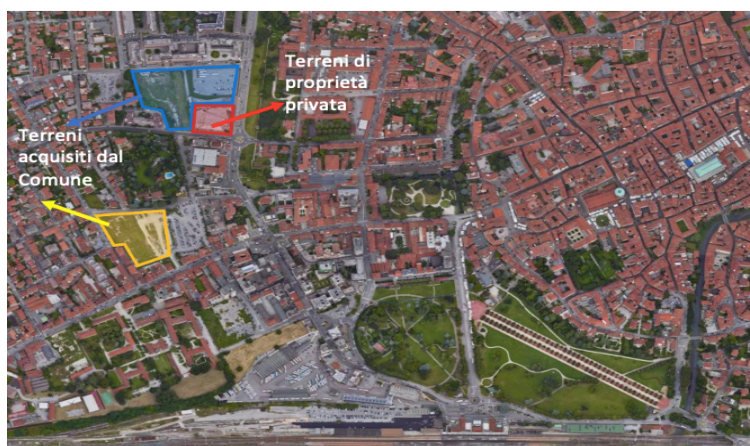 Terreni di
proprietà
privata
Terreni
acquisiti dal
Comune